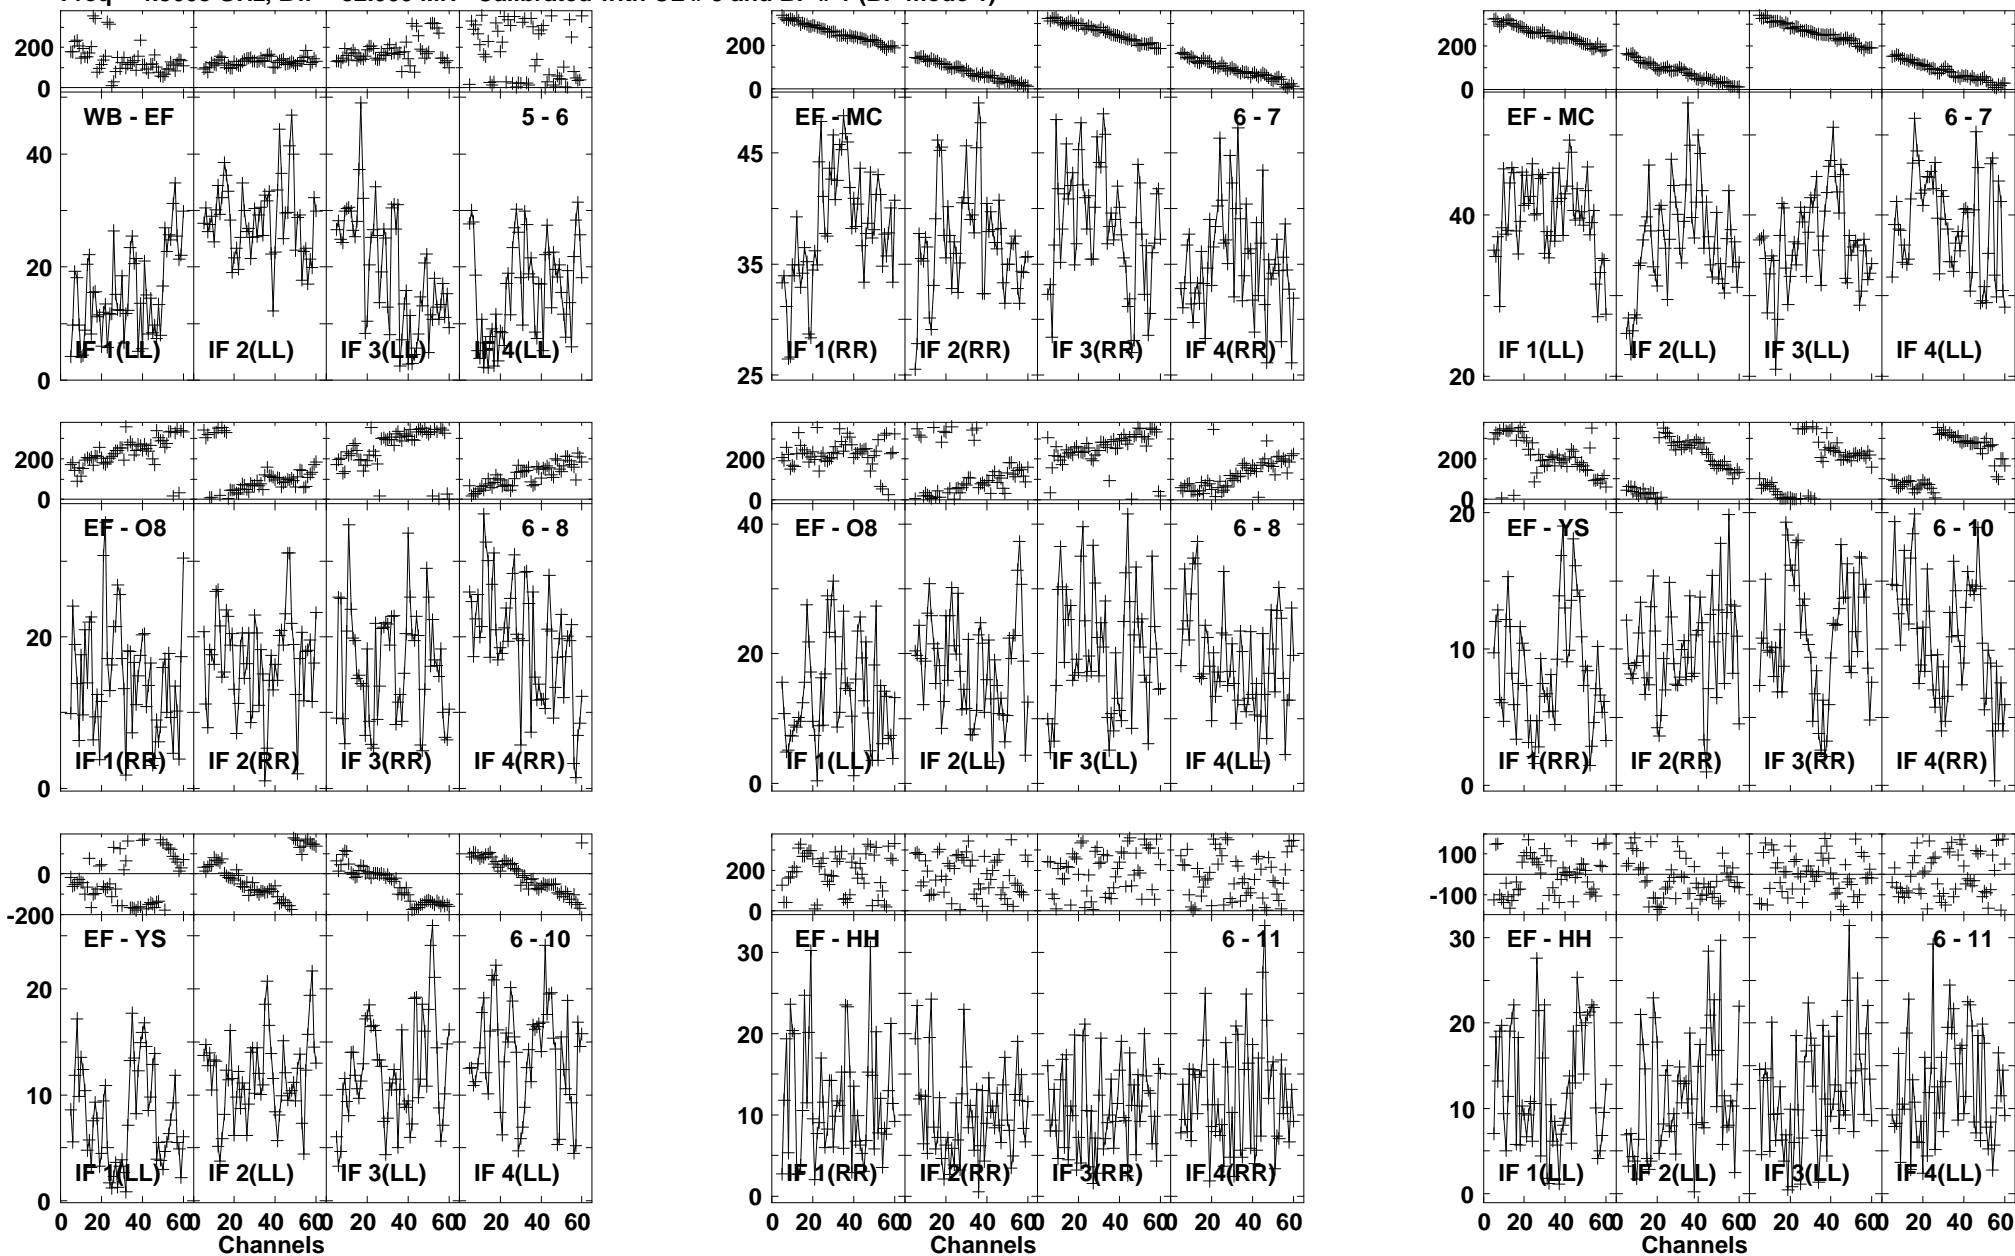 200
0
WB - EF
5 - 6
40
20
0
IF 1(LL)
IF 2(LL)
IF 3(LL)
IF 4(LL)
200
0
EF - MC
6 - 7
45
35
25
IF 1(RR)
IF 2(RR)
IF 3(RR)
IF 4(RR)
200
0
EF - MC
6 - 7
40
20
IF 1(LL)
IF 2(LL)
IF 3(LL)
IF 4(LL)
200
0
EF - O8
6 - 8
20
0
IF 1(RR)
IF 2(RR)
IF 3(RR)
IF 4(RR)
200
0
EF - O8
6 - 8
40
20
0
IF 1(LL)
IF 2(LL)
IF 3(LL)
IF 4(LL)
200
0
EF - YS
6 - 10
20
10
0
IF 1(RR)
IF 2(RR)
IF 3(RR)
IF 4(RR)
0
-200
EF - YS
6 - 10
20
10
0
IF 1(LL)
IF 2(LL)
IF 3(LL)
IF 4(LL)
0 20 40 60 0 20 40 60 0 20 40 60 0 20 40 60
Channels
200
0
EF - HH
6 - 11
30
20
10
0
IF 1(RR)
IF 2(RR)
IF 3(RR)
IF 4(RR)
0 20 40 60 0 20 40 60 0 20 40 60 0 20 40 60
Channels
100
-100
EF - HH
6 - 11
30
20
10
0
IF 1(LL)
IF 2(LL)
IF 3(LL)
IF 4(LL)
0 20 40 60 0 20 40 60 0 20 40 60 0 20 40 60
Channels